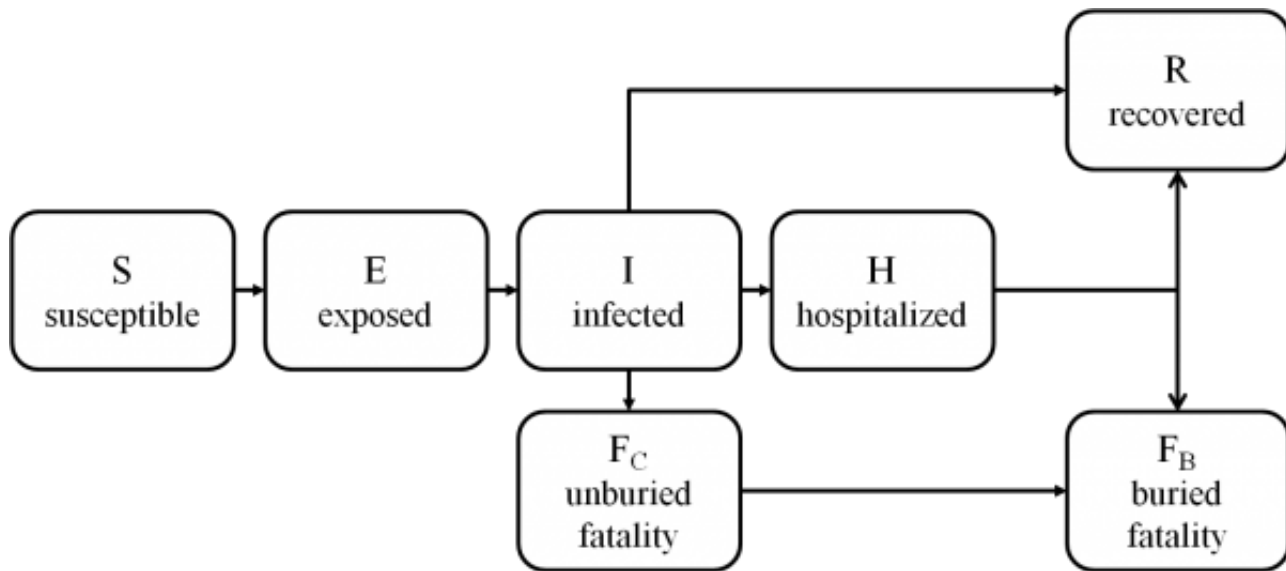 R
recovered
S
susceptible
E
exposed
I
infected
H
hospitalized
F_C
unburied
fatality
F_B
buried
fatality